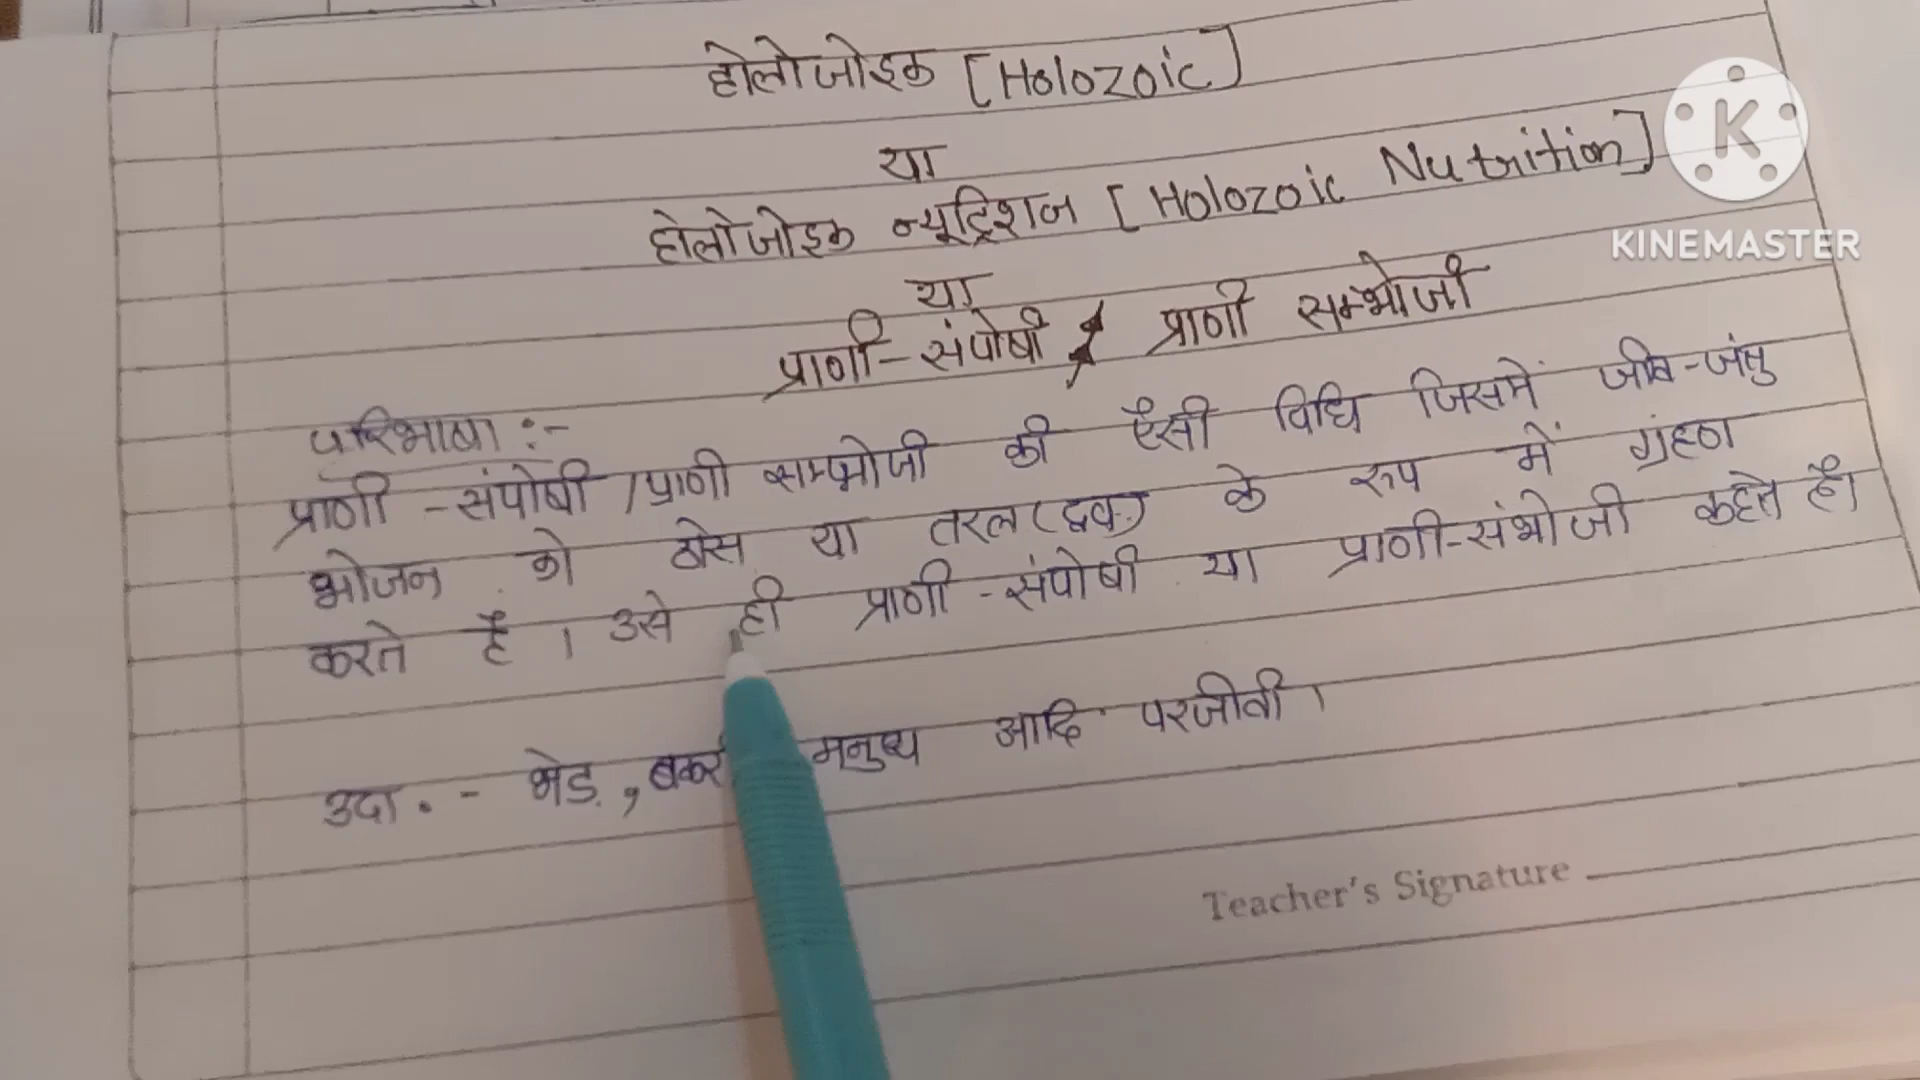 होलोजोइक [Holozoic]
या
होलोजोइक न्यूट्रिशन [Holozoic Nutrition]
या
प्राणी-संपोषी / प्राणी सम्भोजी
परिभाषा :-
प्राणी-संपोषी / प्राणी सम्भोजी की ऐसी विधि जिसमें जीव-जंतु
भोजन को ठोस या तरल (द्रव) के रूप में ग्रहण
करते हैं । उसे ही प्राणी-संपोषी या प्राणी-संभोजी कहते है।
उदा. - भेड़, बकरी मनुष्य आदि परजीवी ।
Teacher's Signature
K
KINEMASTER